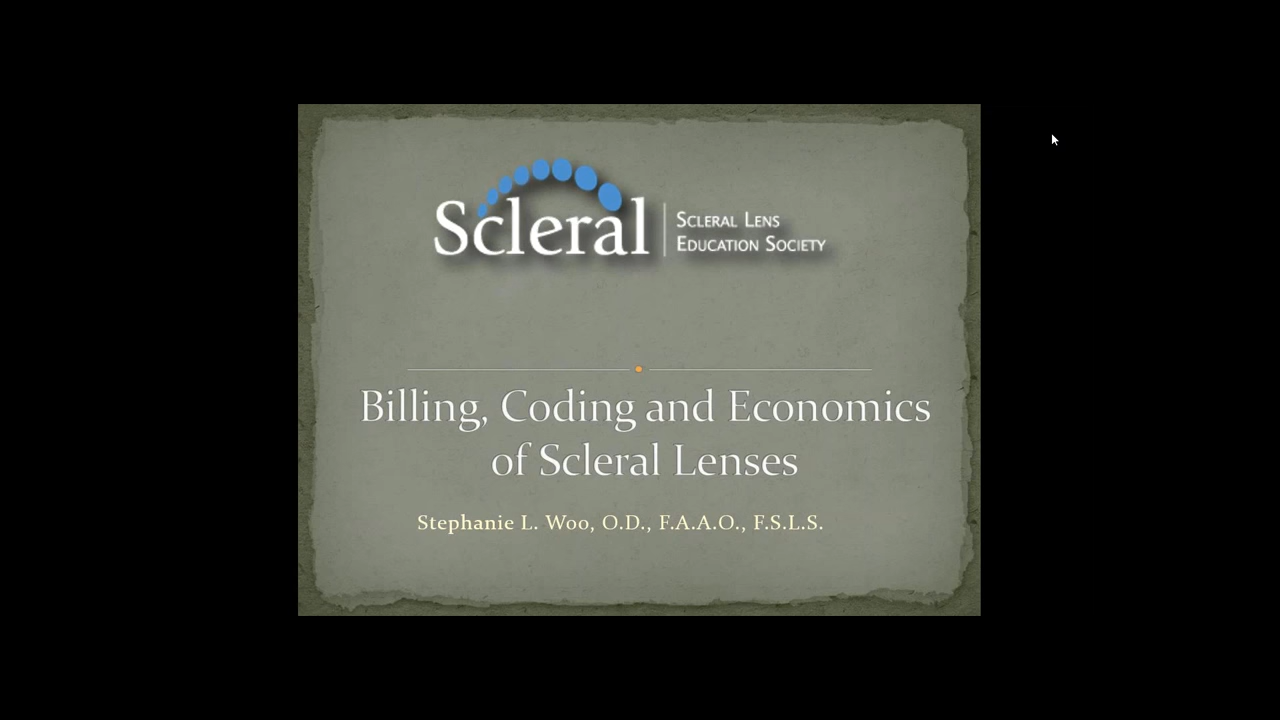 Scleral
SCLERAL LENS
EDUCATION SOCIETY
Billing, Coding and Economics
of Scleral Lenses
Stephanie L. Woo, O.D., F.A.A.O., F.S.L.S.